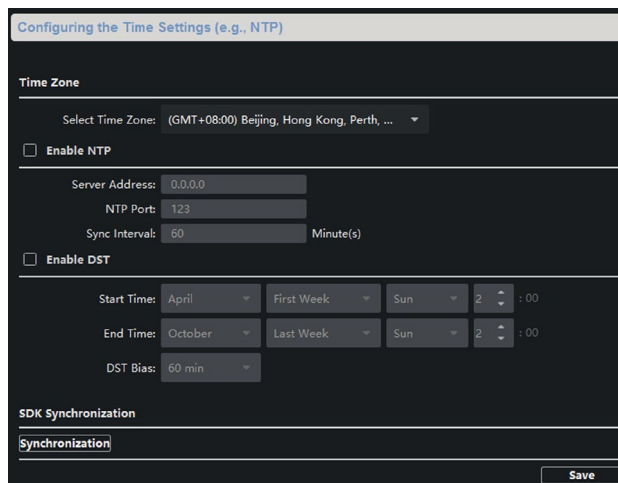 Configuring the Time Settings (e.g., NTP)
Time Zone
Select Time Zone: (GMT+08:00) Beijing, Hong Kong, Perth, ...
Enable NTP
Server Address: 0.0.0.0
NTP Port: 123
Sync Interval: 60 Minute(s)
Enable DST
Start Time: April First Week Sun 2 : 00
End Time: October Last Week Sun 2 : 00
DST Bias: 60 min
SDK Synchronization
Synchronization
Save